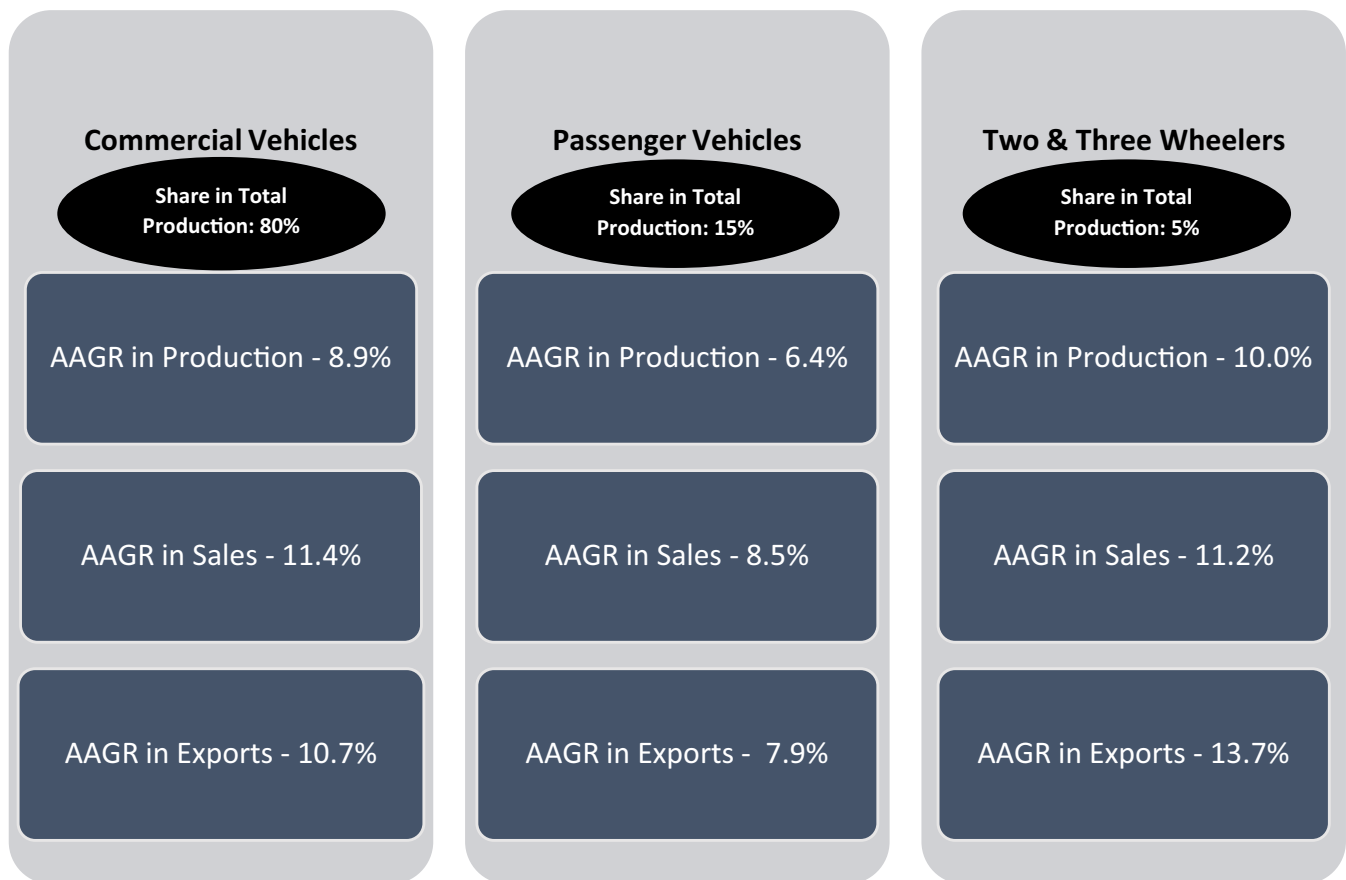 Commercial Vehicles
Share in Total
Production: 80%
AAGR in Production - 8.9%
AAGR in Sales - 11.4%
AAGR in Exports - 10.7%
Passenger Vehicles
Share in Total
Production: 15%
AAGR in Production - 6.4%
AAGR in Sales - 8.5%
AAGR in Exports -  7.9%
Two & Three Wheelers
Share in Total
Production: 5%
AAGR in Production - 10.0%
AAGR in Sales - 11.2%
AAGR in Exports - 13.7%